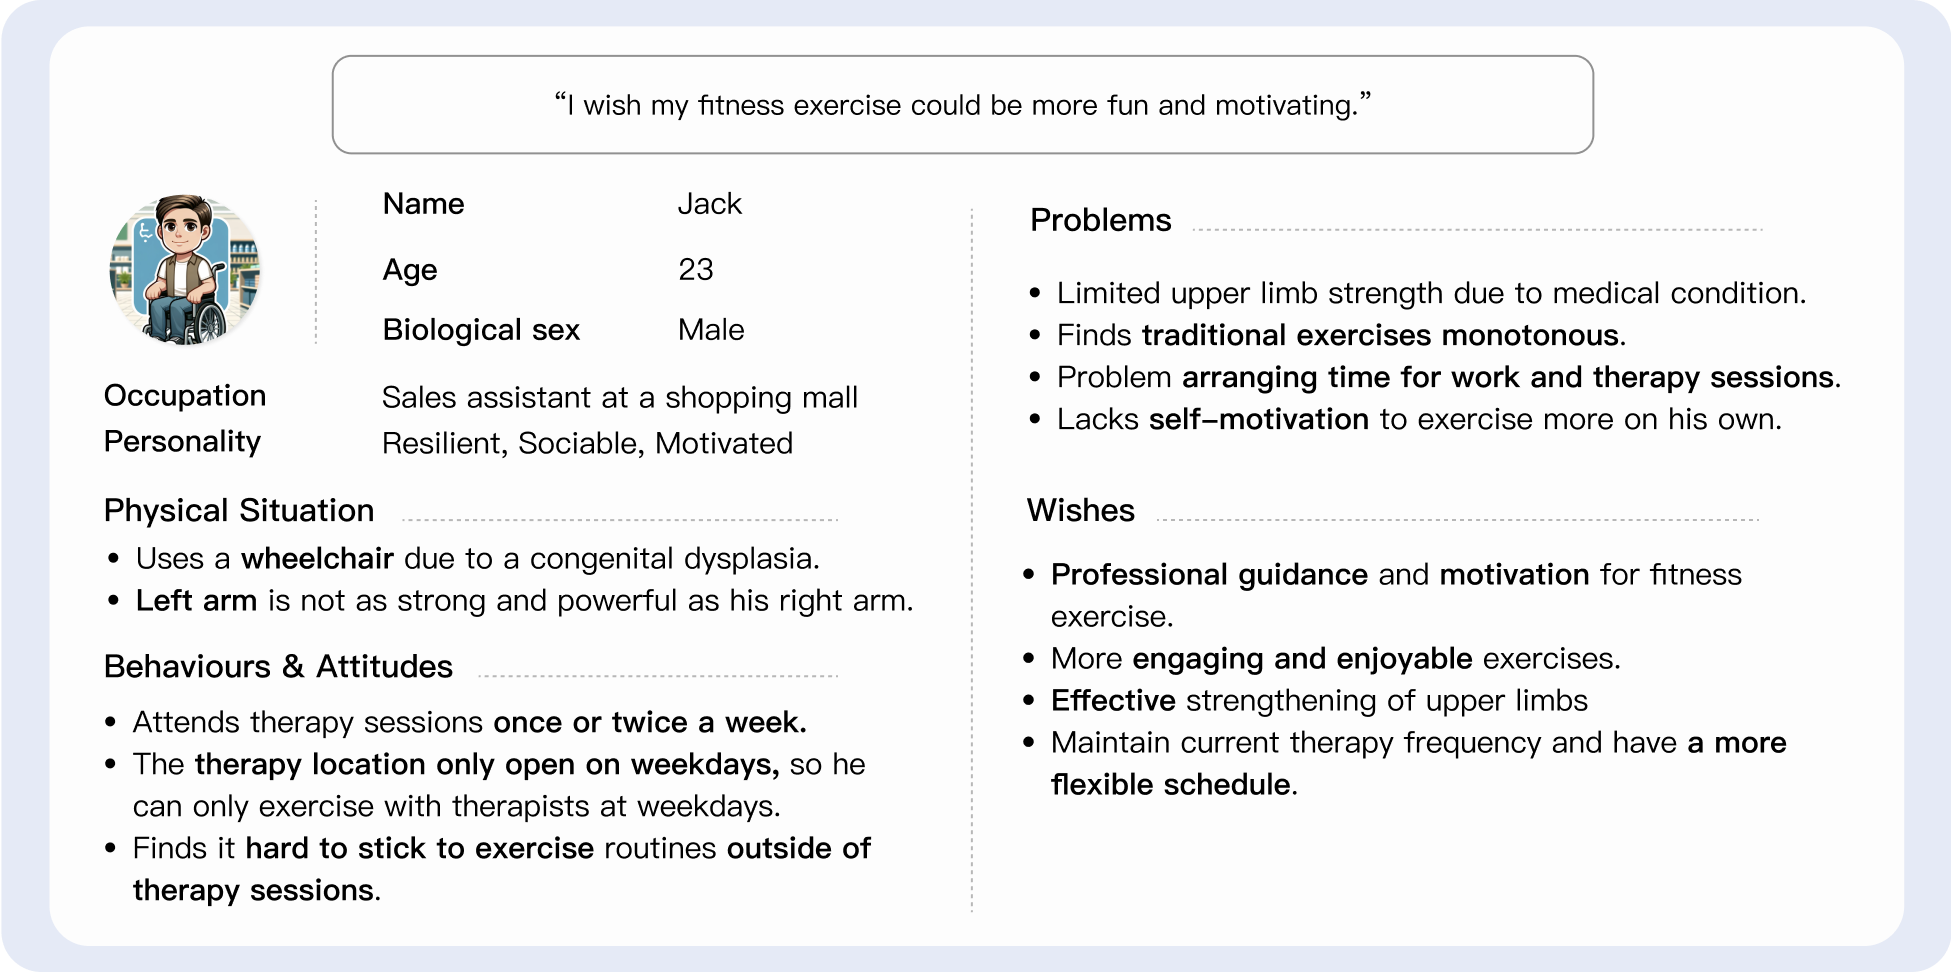 “I wish my fitness exercise could be more fun and motivating.”
Name Jack
Age 23
Biological sex Male
Occupation Sales assistant at a shopping mall
Personality Resilient, Sociable, Motivated
Physical Situation
• Uses a wheelchair due to a congenital dysplasia.
• Left arm is not as strong and powerful as his right arm.
Behaviours & Attitudes
• Attends therapy sessions once or twice a week.
• The therapy location only open on weekdays, so he
can only exercise with therapists at weekdays.
• Finds it hard to stick to exercise routines outside of
therapy sessions.
Problems
• Limited upper limb strength due to medical condition.
• Finds traditional exercises monotonous.
• Problem arranging time for work and therapy sessions.
• Lacks self-motivation to exercise more on his own.
Wishes
• Professional guidance and motivation for fitness
exercise.
• More engaging and enjoyable exercises.
• Effective strengthening of upper limbs
• Maintain current therapy frequency and have a more
flexible schedule.